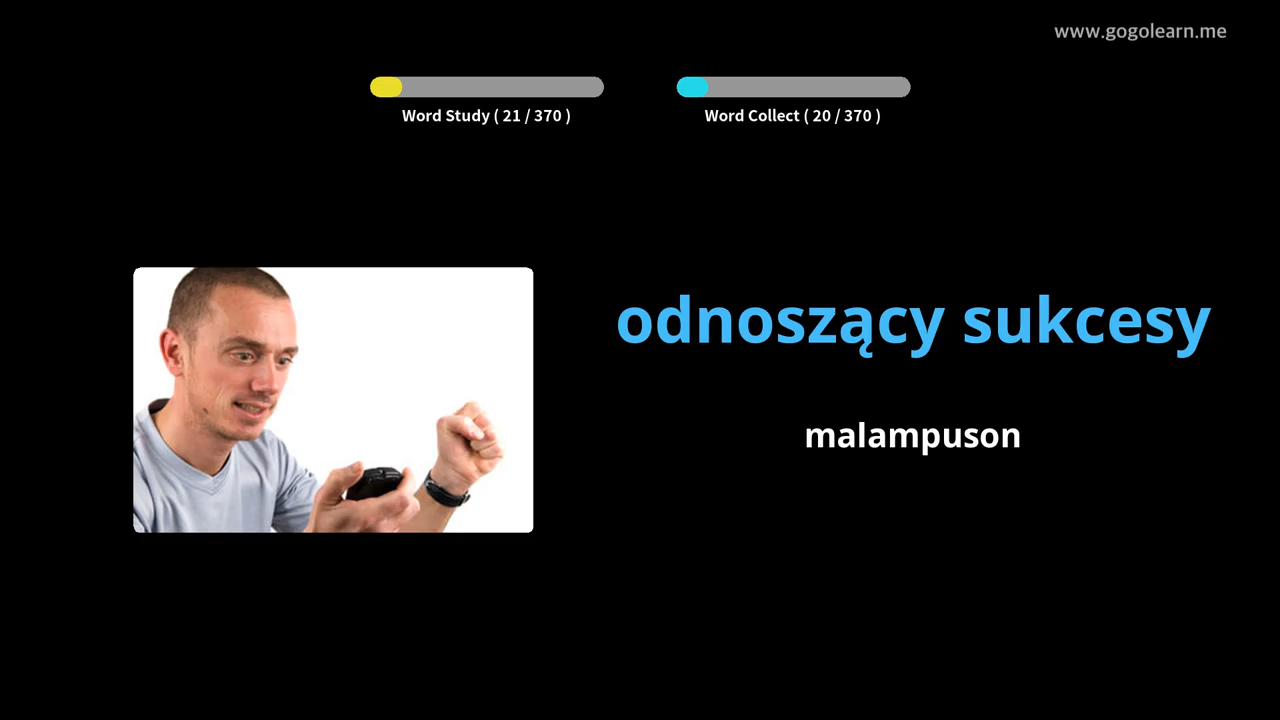 www.gogolearn.me
Word Study ( 21 / 370 )
Word Collect ( 20 / 370 )
odnoszący sukcesy
malampuson